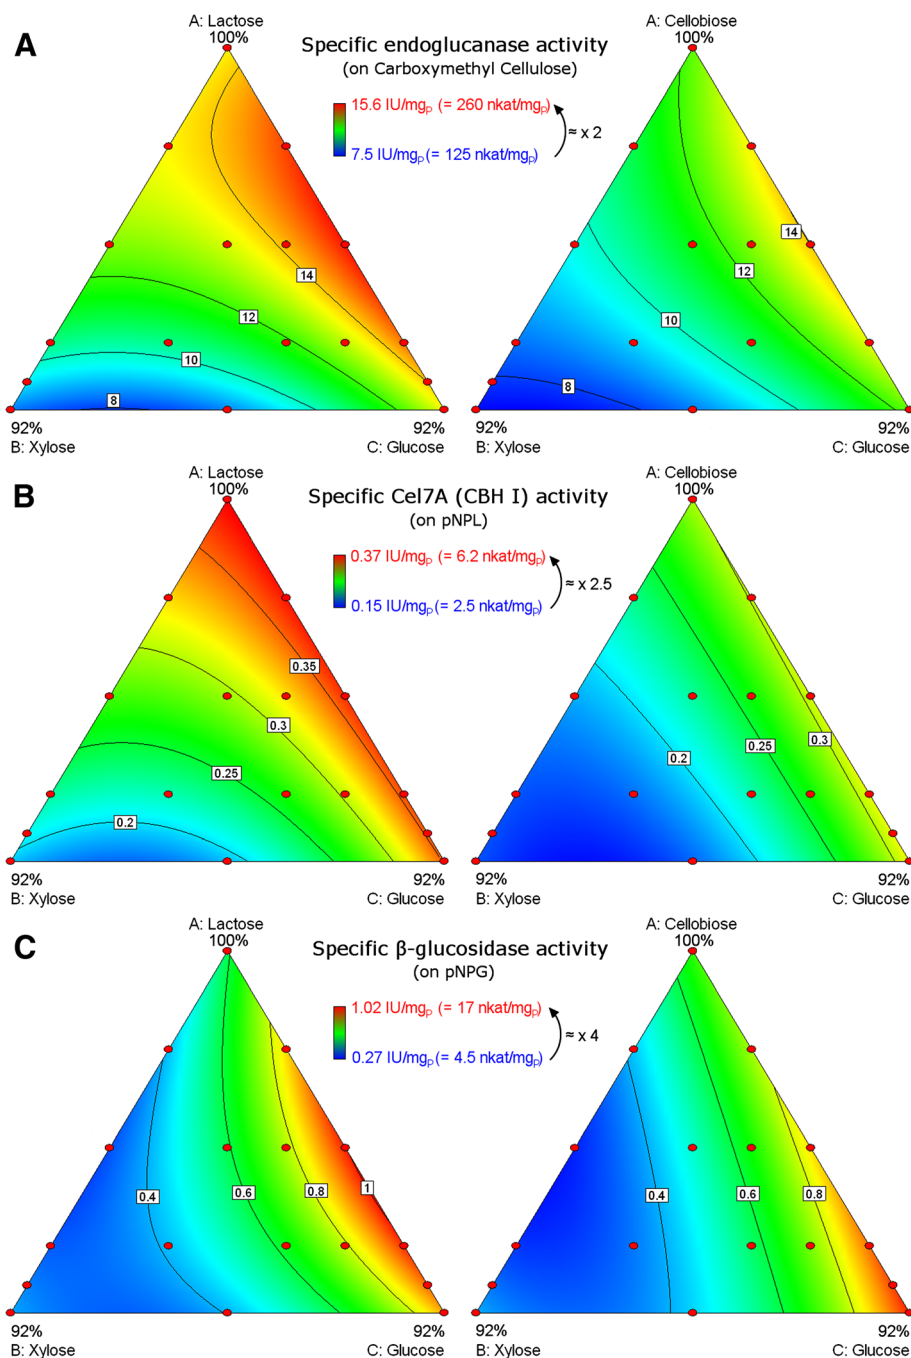 A
A: Lactose
100%
Specific endoglucanase activity
(on Carboxymethyl Cellulose)
15.6 IU/mgP (= 260 nkat/mgP)
7.5 IU/mgP (= 125 nkat/mgP)
≈ x 2
A: Cellobiose
100%
14
12
10
8
14
12
10
8
92%
B: Xylose
92%
C: Glucose
92%
B: Xylose
92%
C: Glucose
B
A: Lactose
100%
Specific Cel7A (CBH I) activity
(on pNPL)
0.37 IU/mgP (= 6.2 nkat/mgP)
0.15 IU/mgP (= 2.5 nkat/mgP)
≈ x 2.5
A: Cellobiose
100%
0.35
0.3
0.25
0.2
0.3
0.25
0.2
92%
B: Xylose
92%
C: Glucose
92%
B: Xylose
92%
C: Glucose
C
A: Lactose
100%
Specific β-glucosidase activity
(on pNPG)
1.02 IU/mgP (= 17 nkat/mgP)
0.27 IU/mgP (= 4.5 nkat/mgP)
≈ x 4
A: Cellobiose
100%
0.4
0.6
0.8
1
0.4
0.6
0.8
92%
B: Xylose
92%
C: Glucose
92%
B: Xylose
92%
C: Glucose